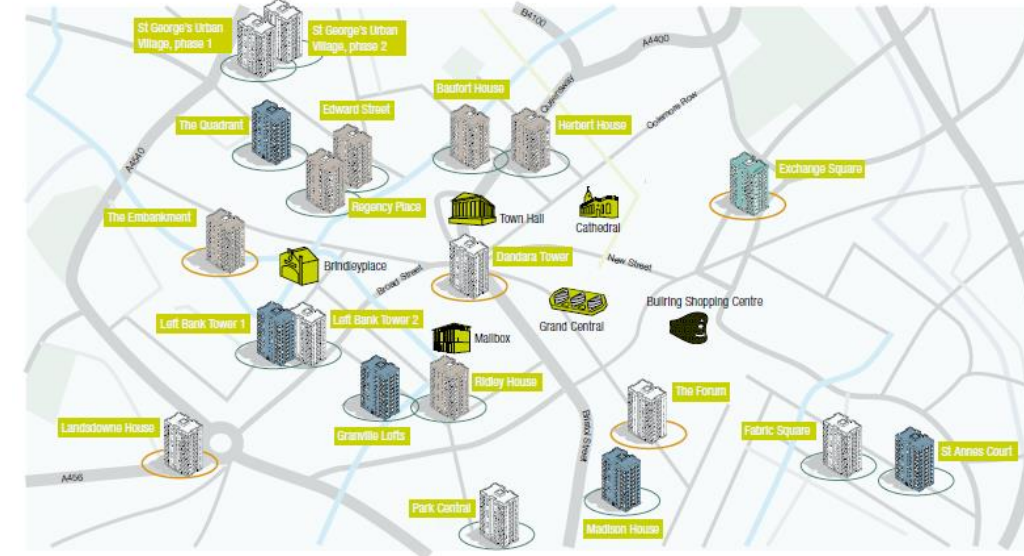 St George's Urban
Village, phase 1
St George's Urban
Village, phase 2
B4100
A4400
Baufort House
Queensway
Colemore Row
Edward Street
The Quadrant
Herbert House
A4540
Exchange Square
Regency Place
The Embankment
Town Hall
Cathedral
Dandara Tower
New Street
Brindleyplace
Broad Street
Bullring Shopping Centre
Grand Central
Left Bank Tower 1
Left Bank Tower 2
Mailbox
Ridley House
The Forum
Landsdowne House
Granville Lofts
Bristol Street
Fabric Square
St Annes Court
A456
Park Central
Madison House